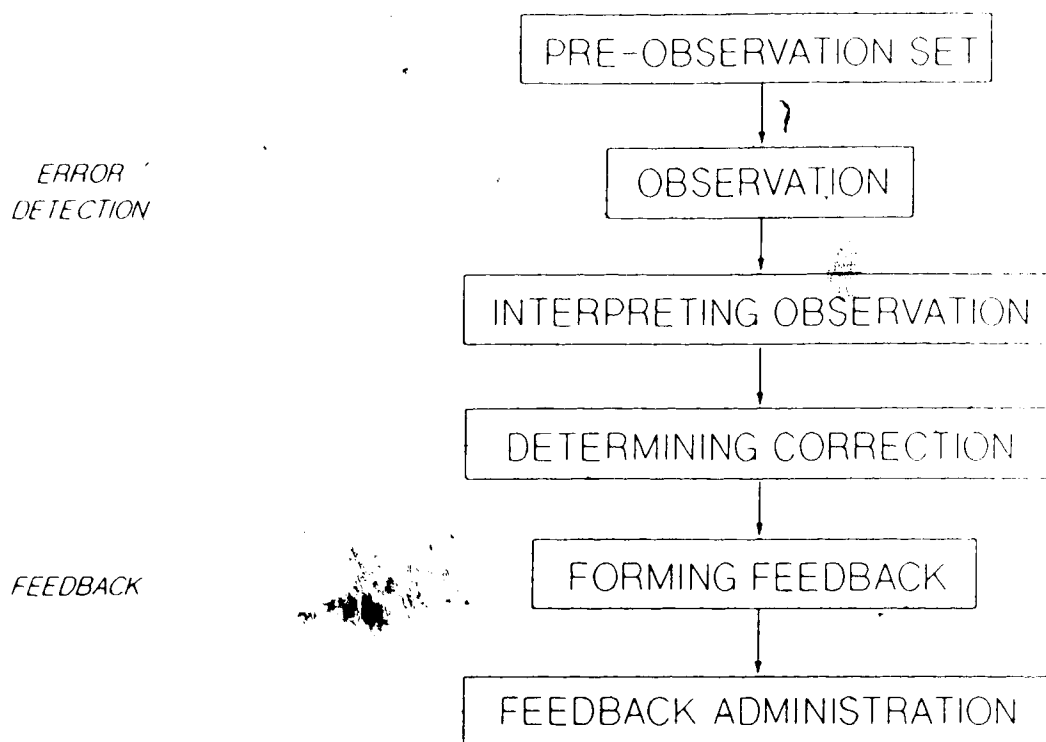 PRE-OBSERVATION SET
ERROR
DETECTION
OBSERVATION
INTERPRETING OBSERVATION
DETERMINING CORRECTION
FEEDBACK
FORMING FEEDBACK
FEEDBACK ADMINISTRATION